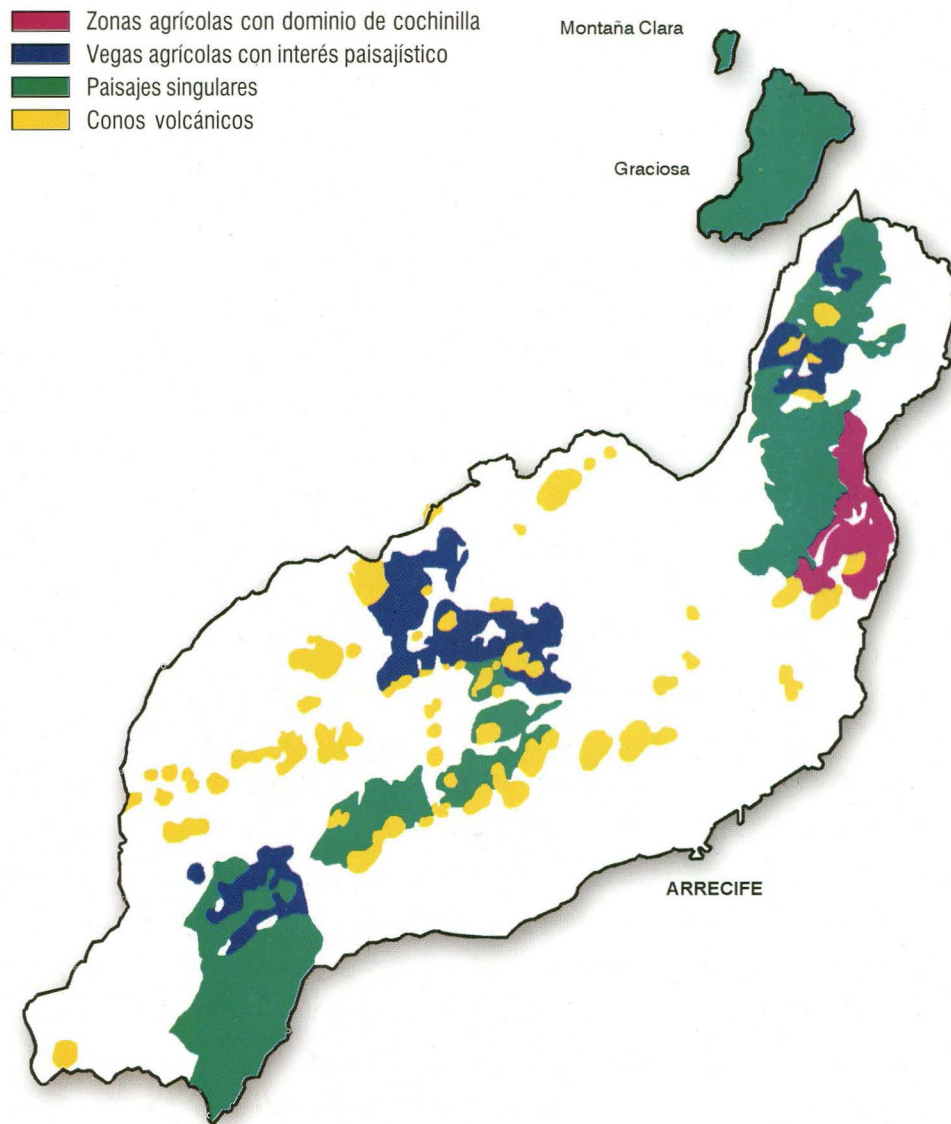 Zonas agrícolas con dominio de cochinilla
Vegas agrícolas con interés paisajístico
Paisajes singulares
Conos volcánicos
Montaña Clara
Graciosa
ARRECIFE